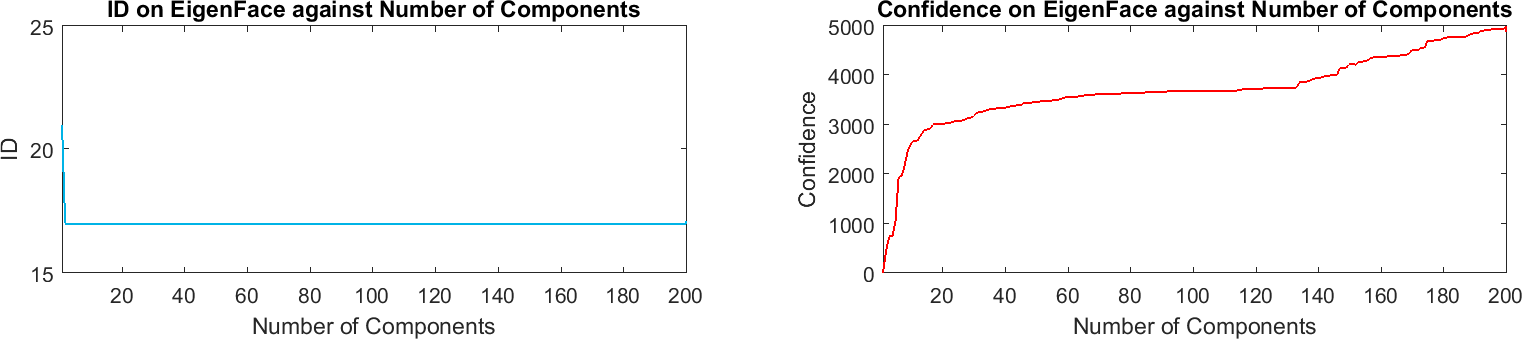 ID on EigenFace against Number of Components
25
20
15
ID
20 40 60 80 100 120 140 160 180 200
Number of Components
Confidence on EigenFace against Number of Components
5000
4000
3000
2000
1000
0
Confidence
20 40 60 80 100 120 140 160 180 200
Number of Components